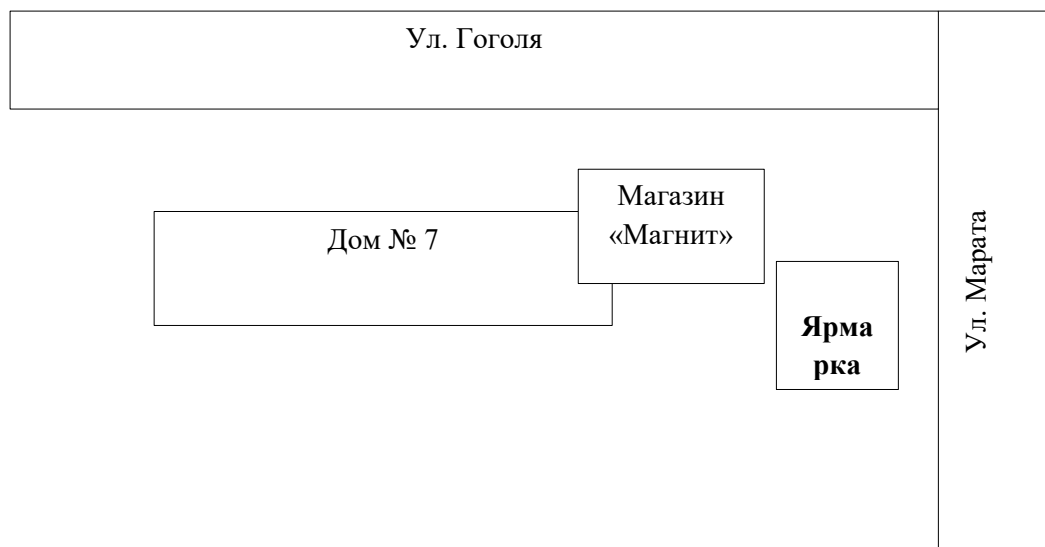 Ул. Гоголя
Магазин
«Магнит»
Дом № 7
Ярма
рка
Ул. Марата